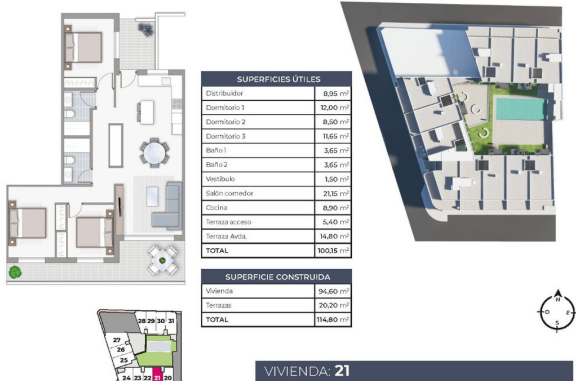 SUPERFICIES ÚTILES
Distribuidor 8,95 m²
Dormitorio 1 12,00 m²
Dormitorio 2 8,50 m²
Dormitorio 3 11,65 m²
Baño 1 3,65 m²
Baño 2 3,65 m²
Vestíbulo 1,50 m²
Salón comedor 21,15 m²
Cocina 8,90 m²
Terraza acceso 5,40 m²
Terraza Avda. 14,80 m²
TOTAL 100,15 m²
SUPERFICIE CONSTRUIDA
Vivienda 94,60 m²
Terrazas 20,20 m²
TOTAL 114,80 m²
N
O E
S
28 29 30 31
27
26
25
24 23 22 21 20
VIVIENDA: 21